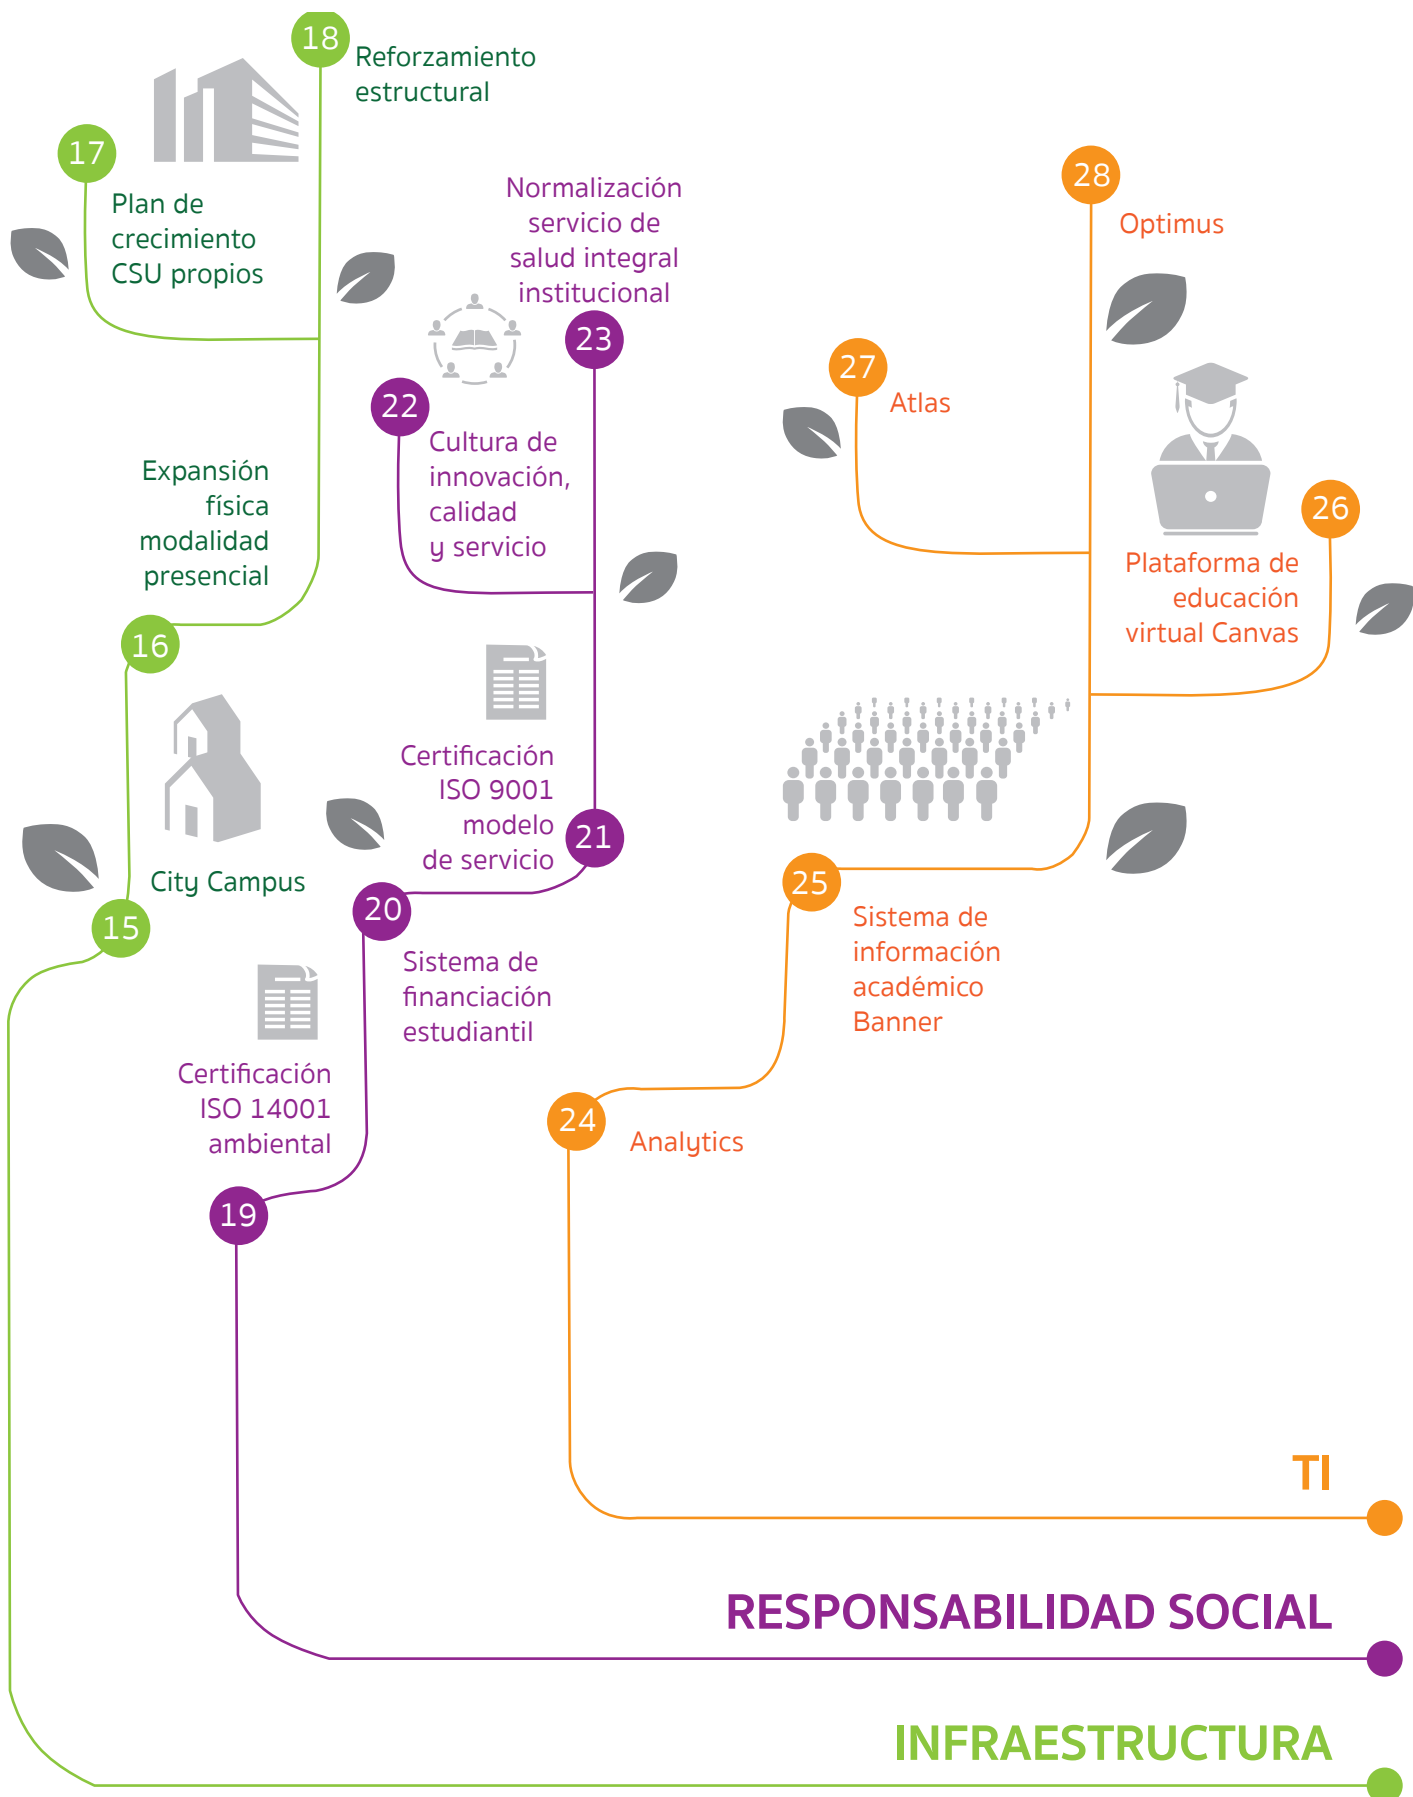 18
Reforzamiento
estructural
17
Plan de
crecimiento
CSU propios
Expansión
física
modalidad
presencial
16
City Campus
15
Normalización
servicio de
salud integral
institucional
23
22
Cultura de
innovación,
calidad
y servicio
Certificación
ISO 9001
modelo
de servicio
21
20
Sistema de
financiación
estudiantil
Certificación
ISO 14001
ambiental
19
28
Optimus
27
Atlas
26
Plataforma de
educación
virtual Canvas
25
Sistema de
información
académico
Banner
24
Analytics
TI
RESPONSABILIDAD SOCIAL
INFRAESTRUCTURA